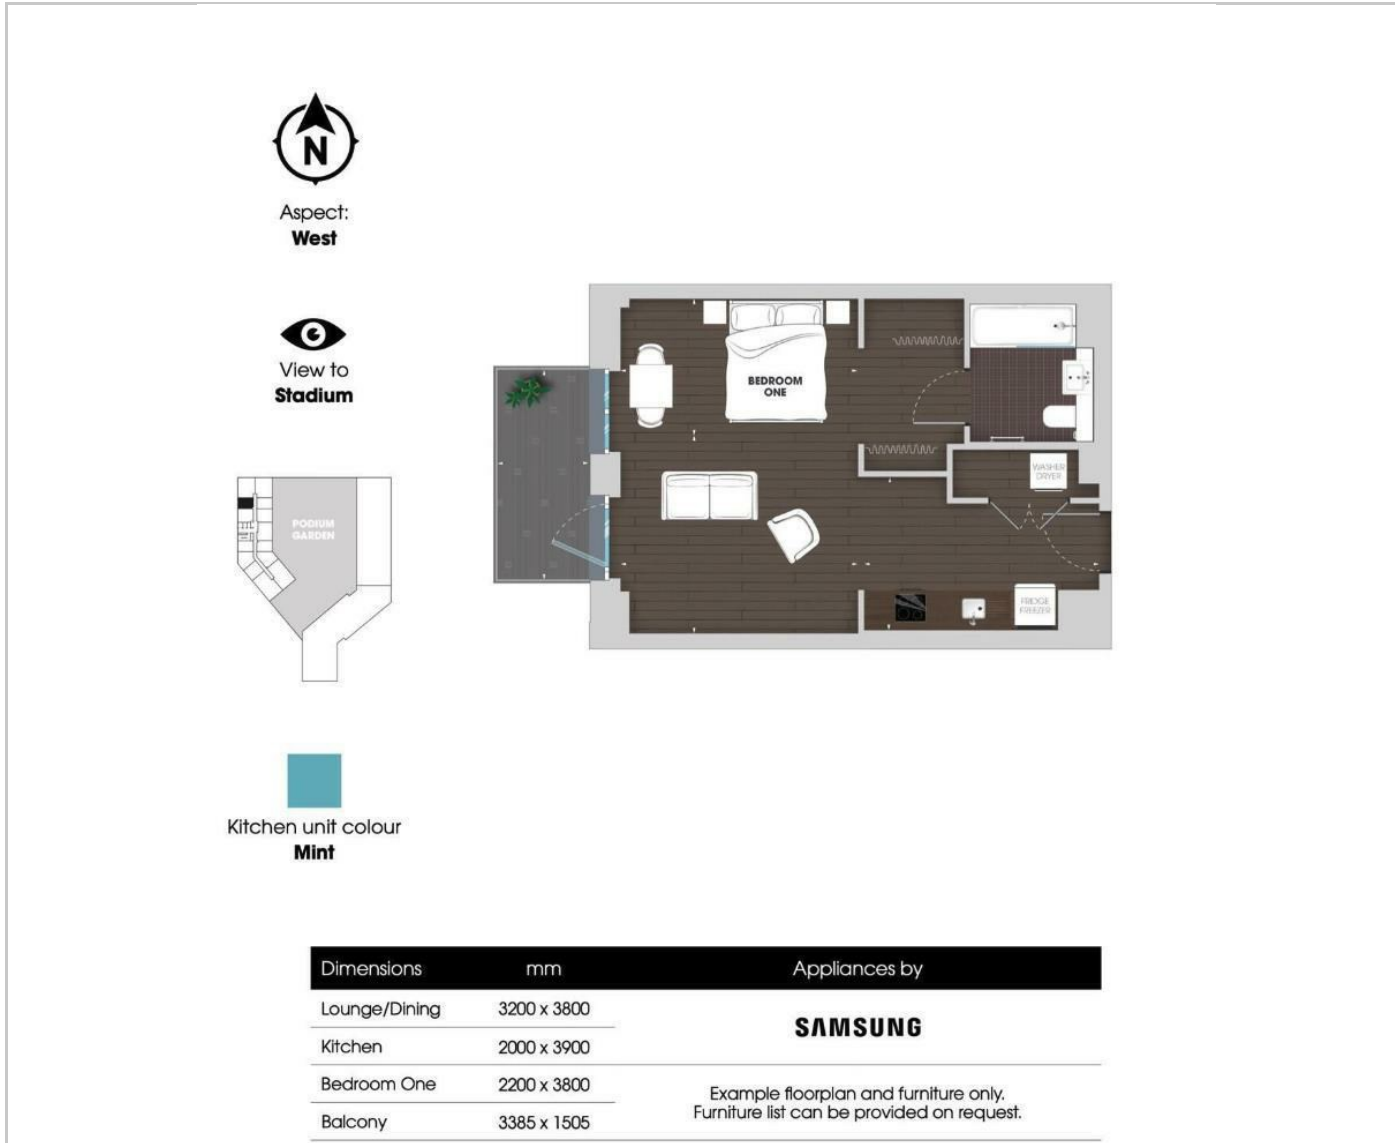 N
Aspect:
West
View to
Stadium
PODIUM
GARDEN
BEDROOM
ONE
WASHER
DRYER
FRIDGE
FREEZER
Kitchen unit colour
Mint
Dimensions mm Appliances by
Lounge/Dining 3200 x 3800
SAMSUNG
Kitchen 2000 x 3900
Bedroom One 2200 x 3800
Example floorplan and furniture only.
Furniture list can be provided on request.
Balcony 3385 x 1505